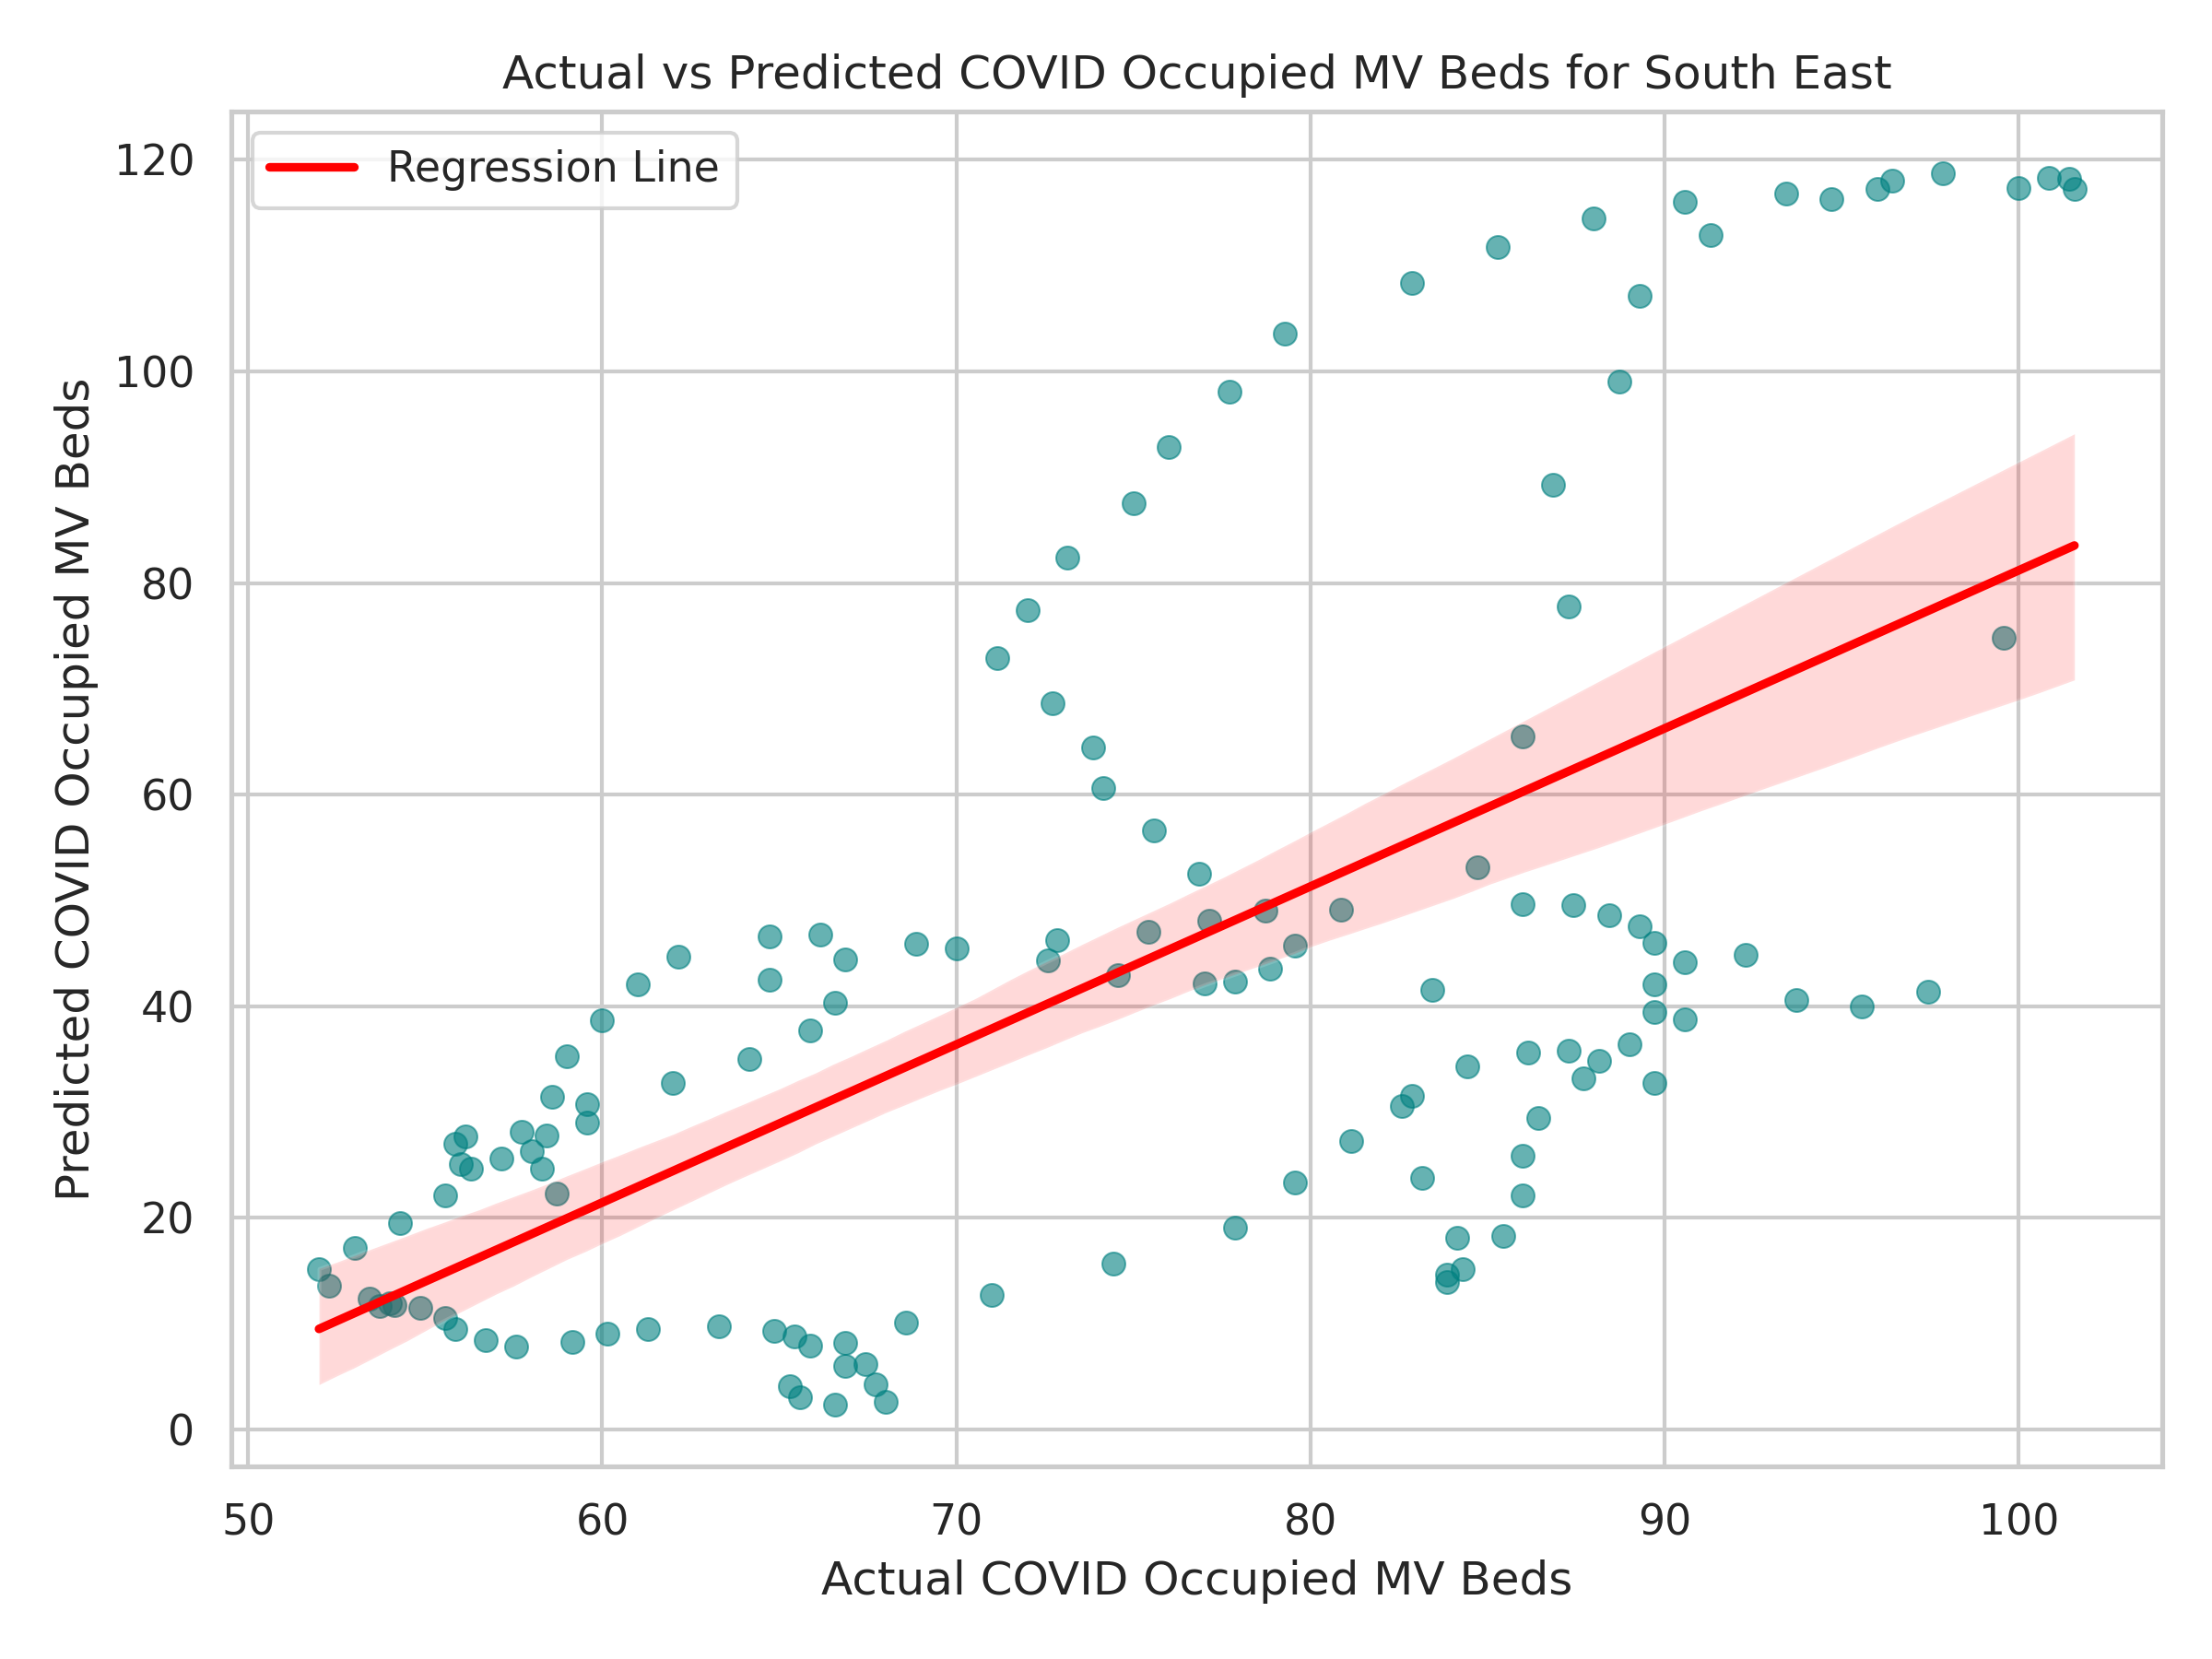 Actual vs Predicted COVID Occupied MV Beds for South East
Regression Line
Predicted COVID Occupied MV Beds
120
100
80
60
40
20
0
50 60 70 80 90 100
Actual COVID Occupied MV Beds